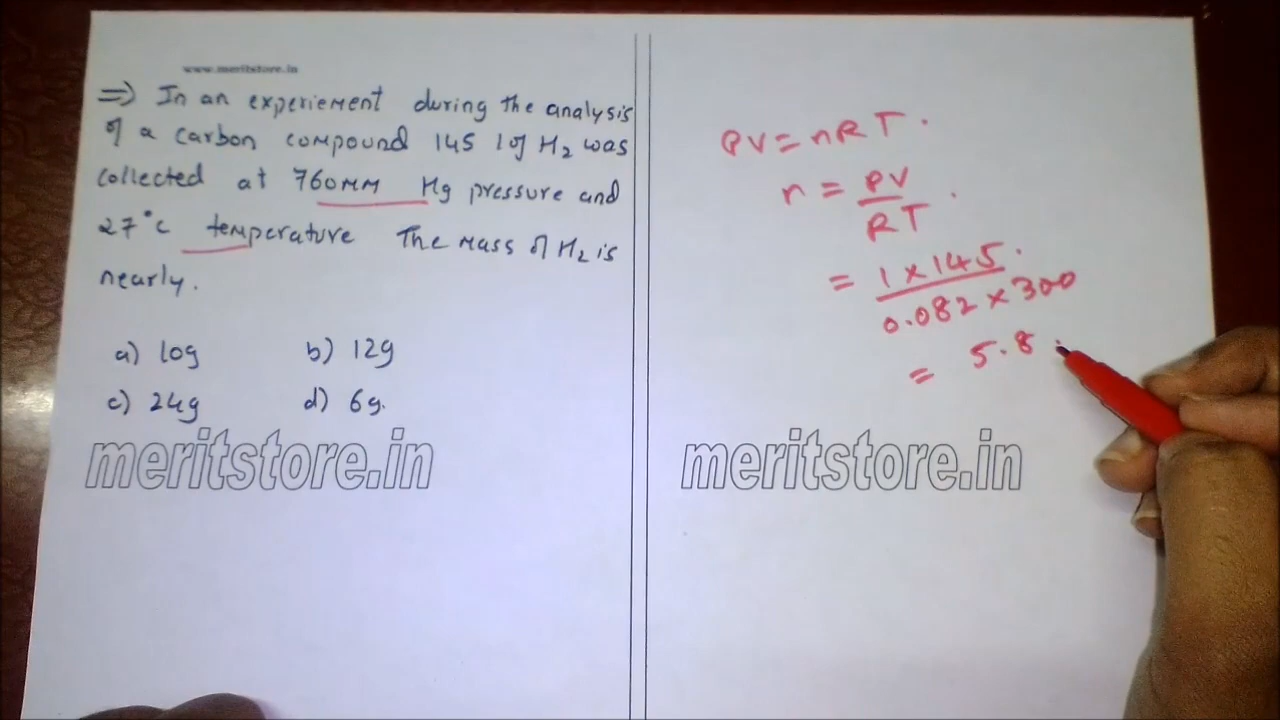 www.meritstore.in
=) In an experiement during the analysis
of a carbon compound 145 l of H2 was
collected at 760MM Hg pressure and
27°c temperature The mass of H2 is
nearly.
a) 10g b) 12g
c) 24g d) 6g.
meritstore.in
PV = nRT.
n = PV / RT.
= 1 × 145. / 0.082 × 300
= 5.8.
meritstore.in